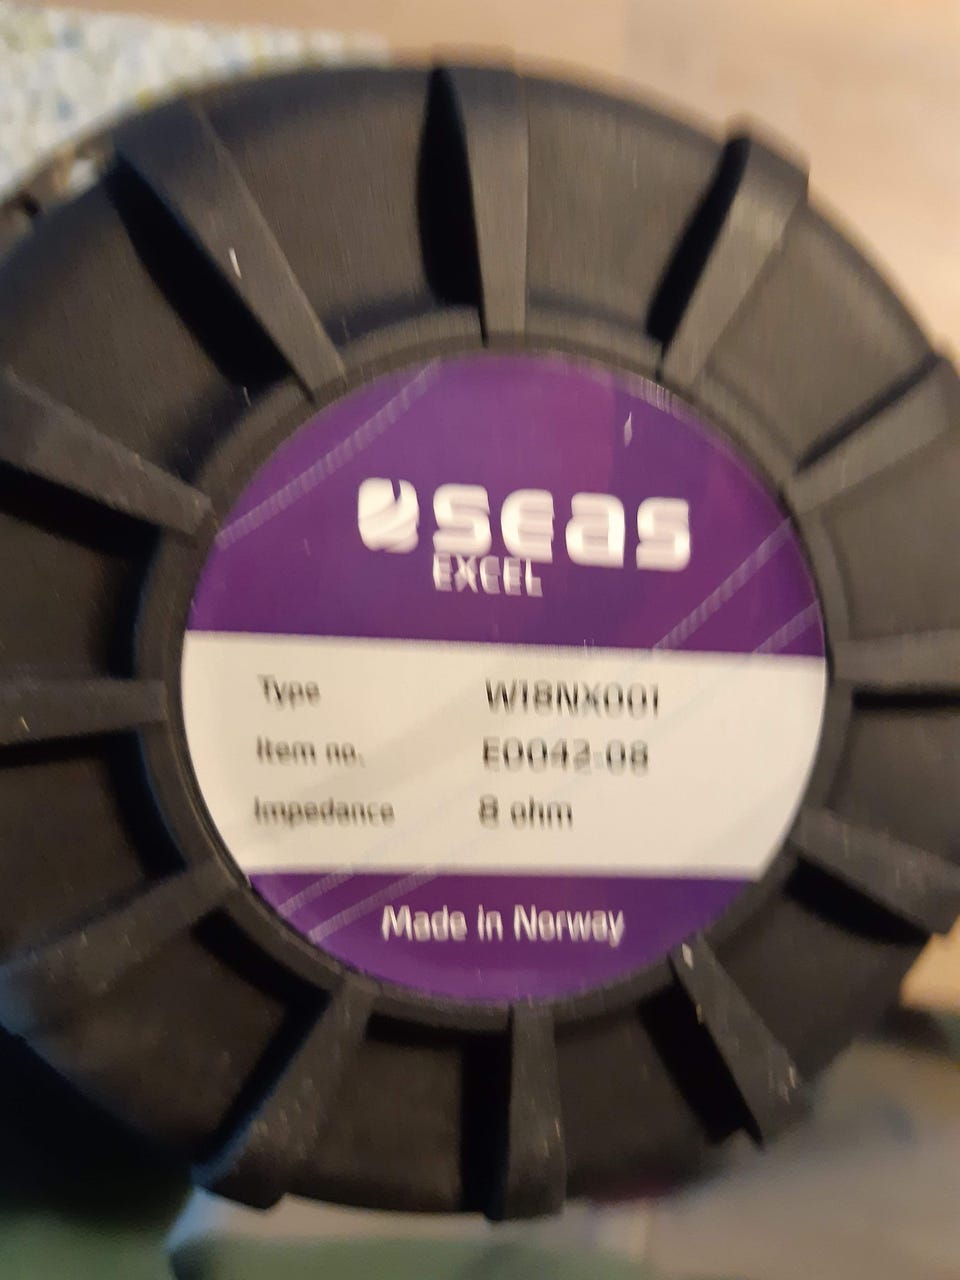 seas
EXCEL
Type W18NX001
Item no. E0042-08
Impedance 8 ohm
Made in Norway